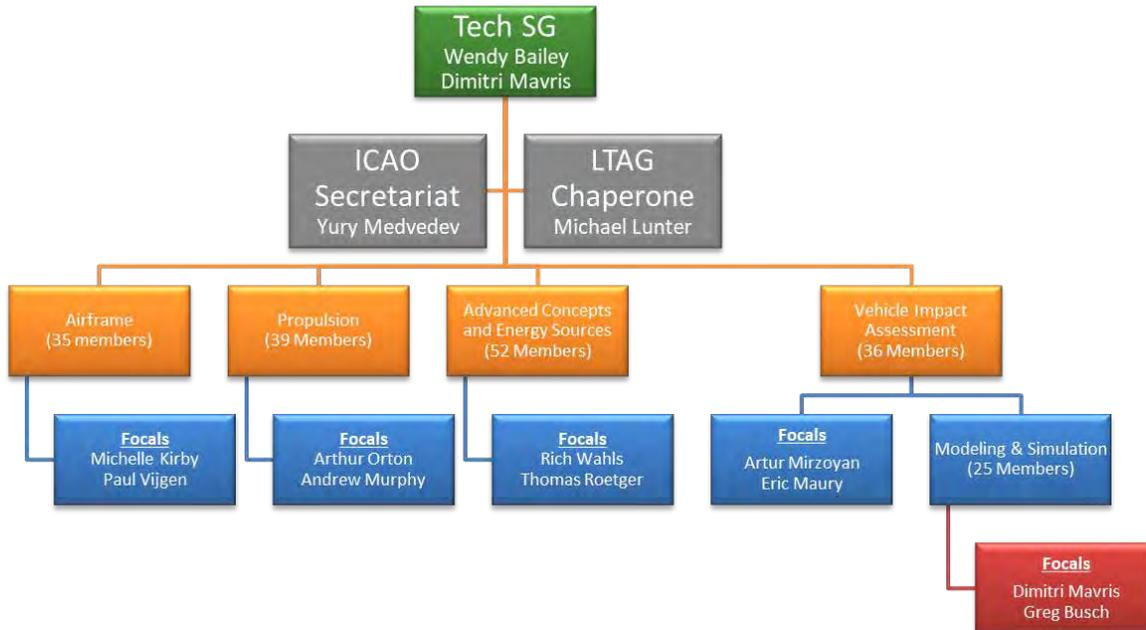 Tech SG
Wendy Bailey
Dimitri Mavris
ICAO
Secretariat
Yury Medvedev
LTAG
Chaperone
Michael Lunter
Airframe
(35 members)
Propulsion
(39 Members)
Advanced Concepts
and Energy Sources
(52 Members)
Vehicle Impact
Assessment
(36 Members)
Focals
Michelle Kirby
Paul Vijgen
Focals
Arthur Orton
Andrew Murphy
Focals
Rich Wahls
Thomas Roetger
Focals
Artur Mirzoyan
Eric Maury
Modeling & Simulation
(25 Members)
Focals
Dimitri Mavris
Greg Busch